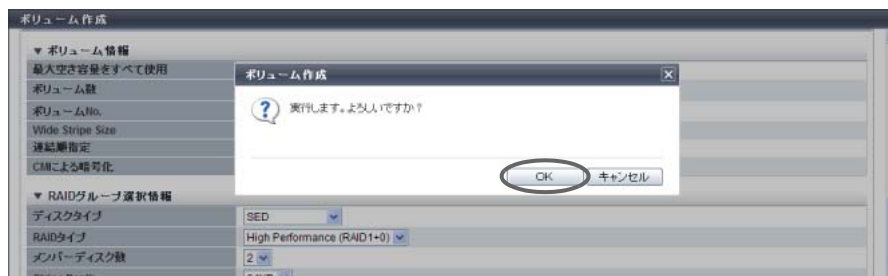 ボリューム作成
▼ ボリューム情報
最大空き容量をすべて使用
ボリューム数
ボリュームNo.
Wide Stripe Size
連結順指定
CMによる暗号化
ボリューム作成
実行します。よろしいですか?
OK
キャンセル
▼ RAIDグループ選択情報
ディスクタイプ
SED
RAIDタイプ
High Performance (RAID1+0)
メンバーディスク数
2